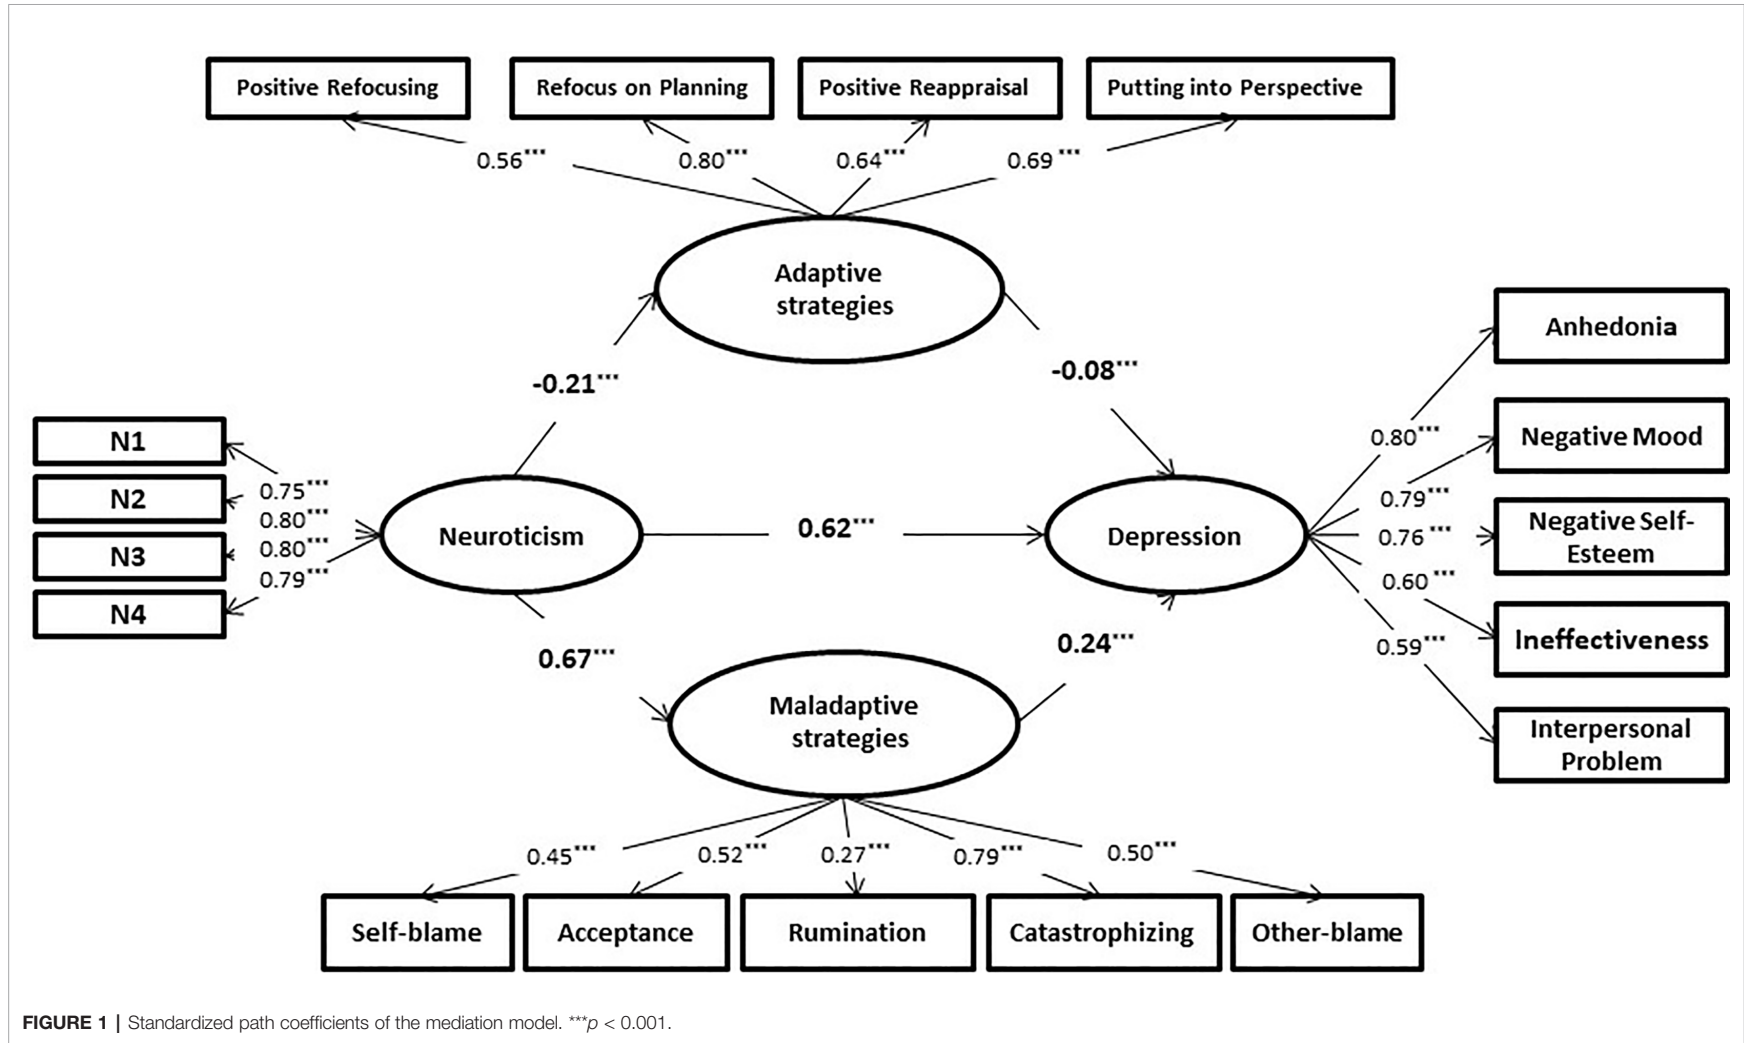 Positive Refocusing
Refocus on Planning
Positive Reappraisal
Putting into Perspective
0.56***
0.80***
0.64***
0.69 ***
Adaptive
strategies
-0.21***
-0.08***
N1
N2
N3
N4
0.75***
0.80***
0.80***
0.79***
Neuroticism
0.62***
Depression
0.80***
0.79***
0.76 ***
0.60 ***
0.59***
Anhedonia
Negative Mood
Negative Self-
Esteem
Ineffectiveness
Interpersonal
Problem
0.67***
0.24***
Maladaptive
strategies
0.45***
0.52***
0.27***
0.79***
0.50***
Self-blame
Acceptance
Rumination
Catastrophizing
Other-blame
FIGURE 1 | Standardized path coefficients of the mediation model. ***p < 0.001.